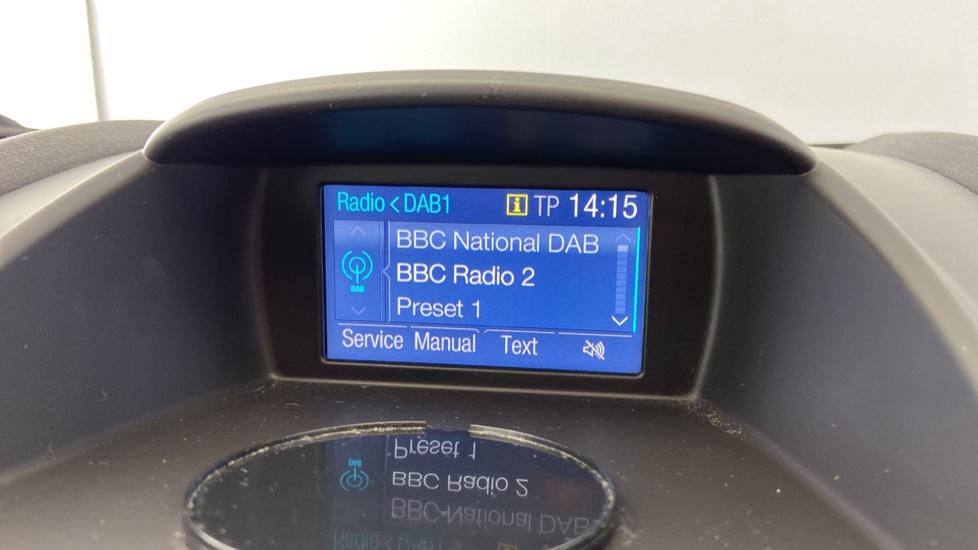 Radio < DAB1 i TP 14:15
BBC National DAB
BBC Radio 2
DAB
Preset 1
Service Manual Text
Preset 1
DAB
BBC Radio 2
BBC National DAB
Radio < DAB1